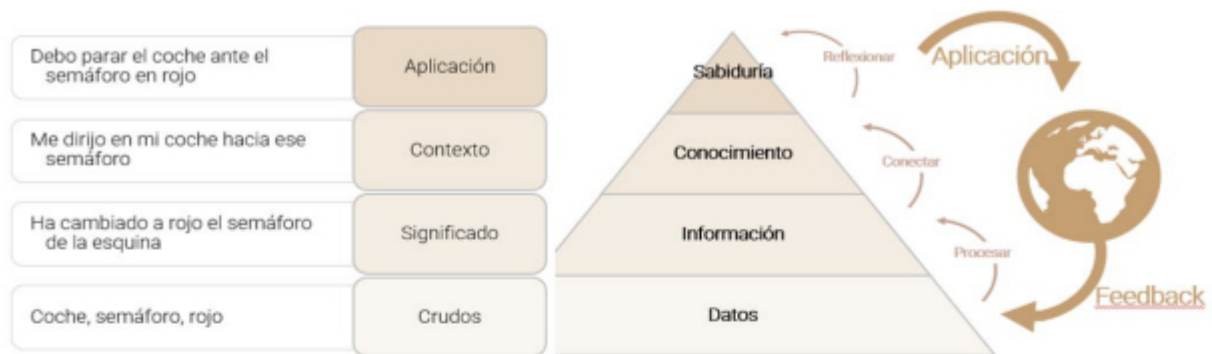 Debo parar el coche ante el
semáforo en rojo
Aplicación
Me dirijo en mi coche hacia ese
semáforo
Contexto
Ha cambiado a rojo el semáforo
de la esquina
Significado
Coche, semáforo, rojo
Crudos
Sabiduría
Conocimiento
Información
Datos
Reflexionar
Conectar
Procesar
Aplicación
Feedback